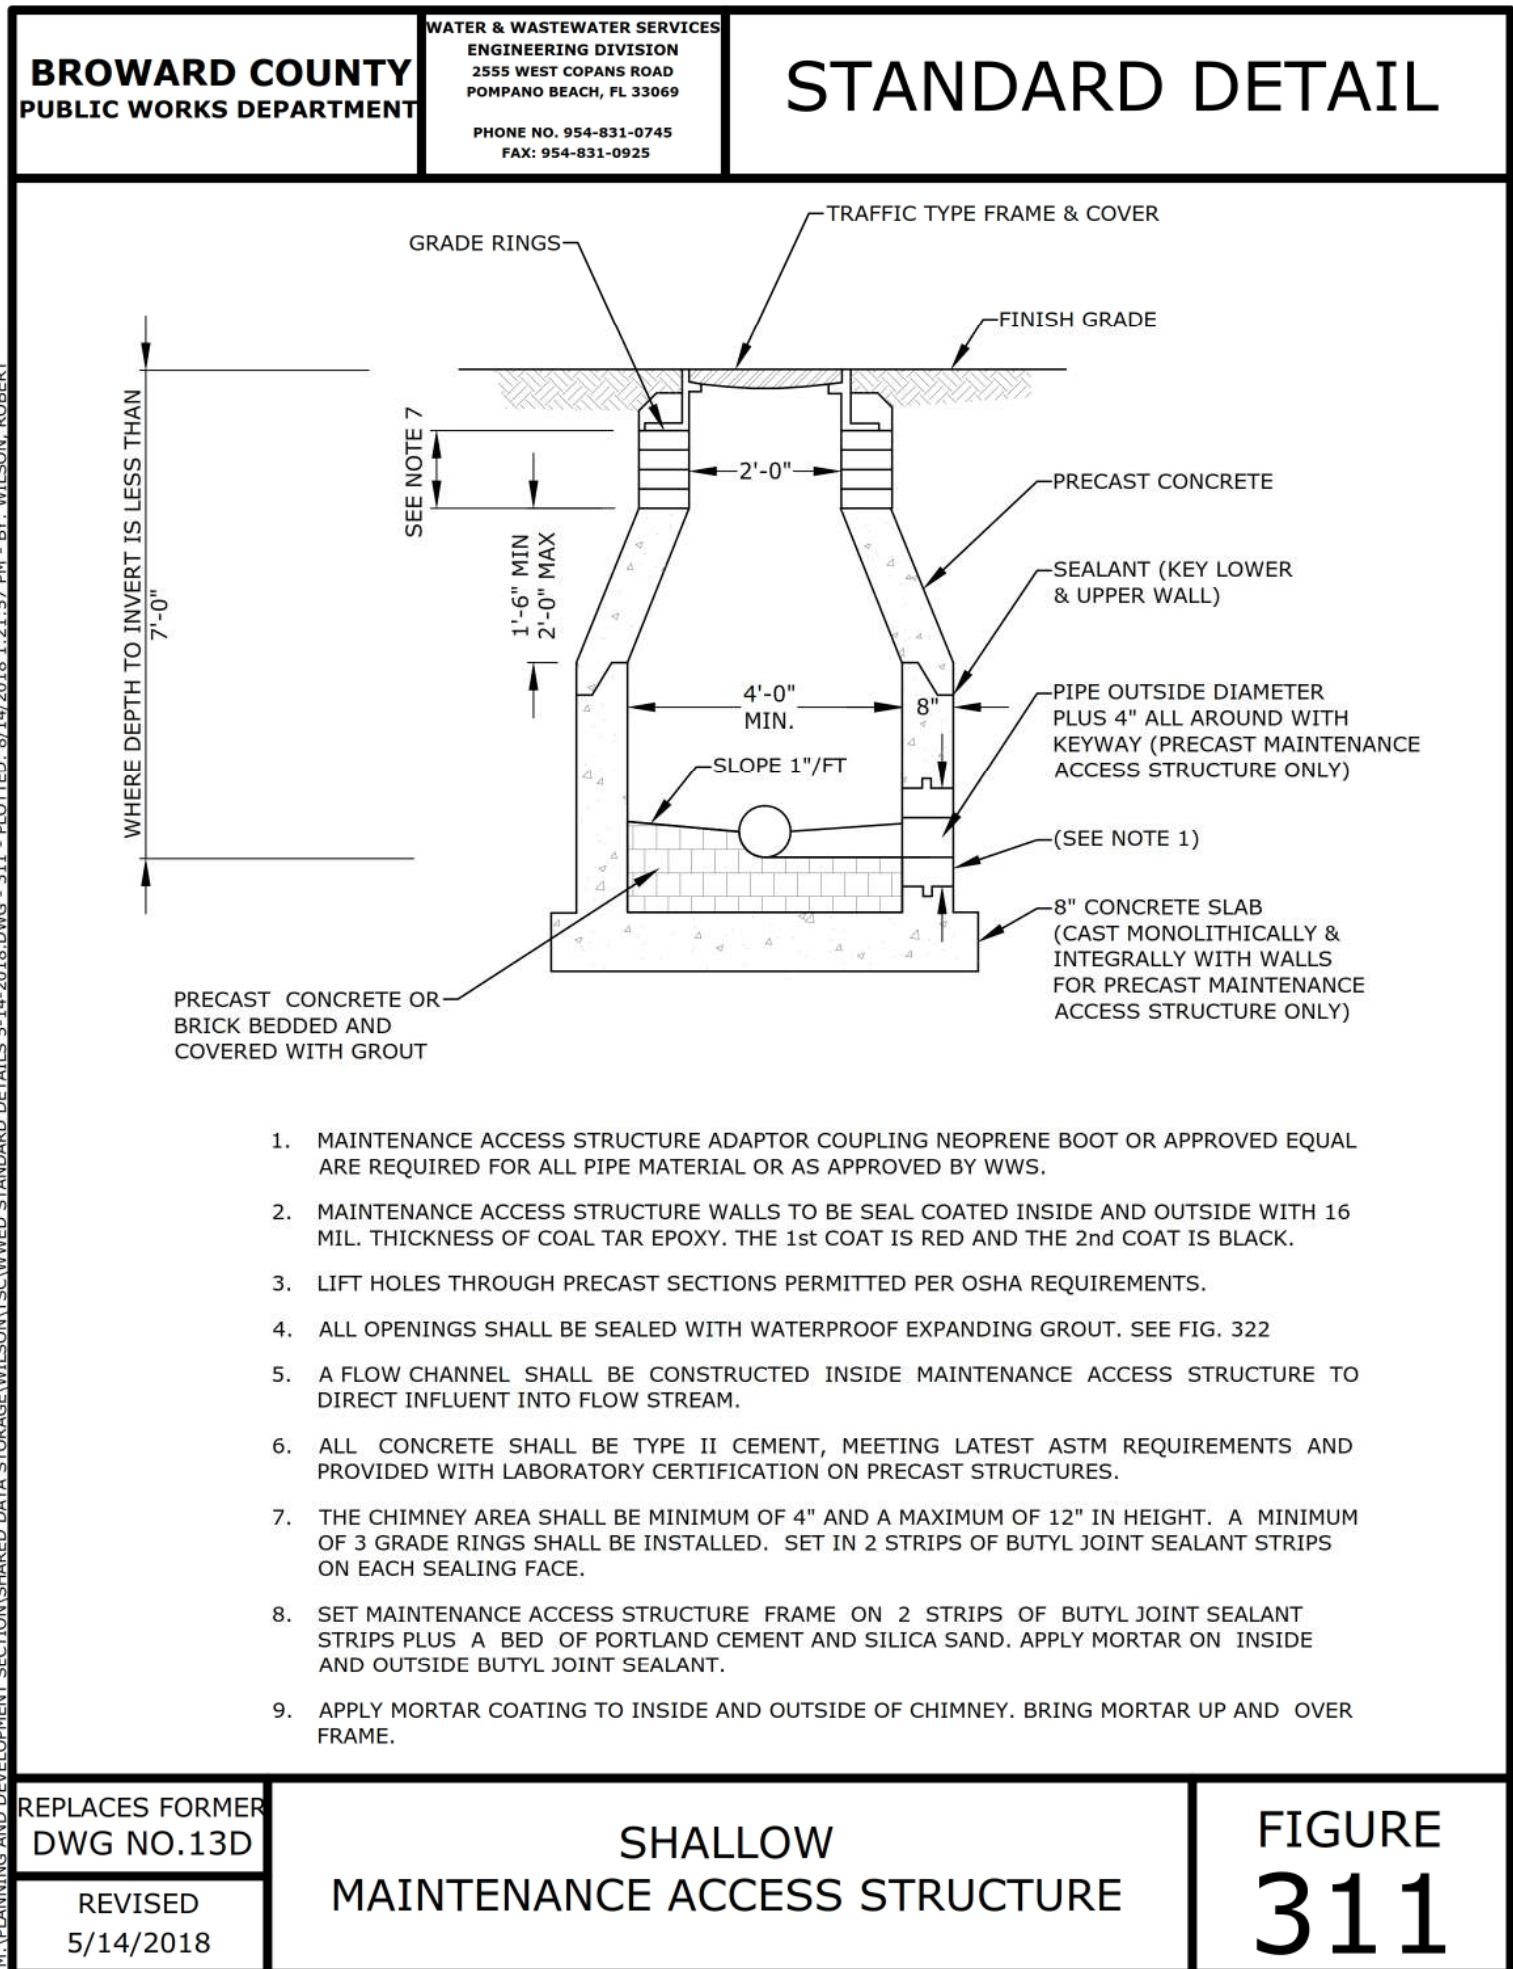 BROWARD COUNTY
PUBLIC WORKS DEPARTMENT
WATER & WASTEWATER SERVICES
ENGINEERING DIVISION
2555 WEST COPANS ROAD
POMPANO BEACH, FL 33069
PHONE NO. 954-831-0745
FAX: 954-831-0925
STANDARD DETAIL
TRAFFIC TYPE FRAME & COVER
GRADE RINGS
FINISH GRADE
WHERE DEPTH TO INVERT IS LESS THAN
7'-0"
SEE NOTE 7
2'-0"
1'-6" MIN
2'-0" MAX
PRECAST CONCRETE
SEALANT (KEY LOWER
& UPPER WALL)
4'-0"
MIN.
8"
PIPE OUTSIDE DIAMETER
PLUS 4" ALL AROUND WITH
KEYWAY (PRECAST MAINTENANCE
ACCESS STRUCTURE ONLY)
SLOPE 1"/FT
(SEE NOTE 1)
8" CONCRETE SLAB
(CAST MONOLITHICALLY &
INTEGRALLY WITH WALLS
FOR PRECAST MAINTENANCE
ACCESS STRUCTURE ONLY)
PRECAST CONCRETE OR
BRICK BEDDED AND
COVERED WITH GROUT
1. MAINTENANCE ACCESS STRUCTURE ADAPTOR COUPLING NEOPRENE BOOT OR APPROVED EQUAL
ARE REQUIRED FOR ALL PIPE MATERIAL OR AS APPROVED BY WWS.
2. MAINTENANCE ACCESS STRUCTURE WALLS TO BE SEAL COATED INSIDE AND OUTSIDE WITH 16
MIL. THICKNESS OF COAL TAR EPOXY. THE 1st COAT IS RED AND THE 2nd COAT IS BLACK.
3. LIFT HOLES THROUGH PRECAST SECTIONS PERMITTED PER OSHA REQUIREMENTS.
4. ALL OPENINGS SHALL BE SEALED WITH WATERPROOF EXPANDING GROUT. SEE FIG. 322
5. A FLOW CHANNEL SHALL BE CONSTRUCTED INSIDE MAINTENANCE ACCESS STRUCTURE TO
DIRECT INFLUENT INTO FLOW STREAM.
6. ALL CONCRETE SHALL BE TYPE II CEMENT, MEETING LATEST ASTM REQUIREMENTS AND
PROVIDED WITH LABORATORY CERTIFICATION ON PRECAST STRUCTURES.
7. THE CHIMNEY AREA SHALL BE MINIMUM OF 4" AND A MAXIMUM OF 12" IN HEIGHT. A MINIMUM
OF 3 GRADE RINGS SHALL BE INSTALLED. SET IN 2 STRIPS OF BUTYL JOINT SEALANT STRIPS
ON EACH SEALING FACE.
8. SET MAINTENANCE ACCESS STRUCTURE FRAME ON 2 STRIPS OF BUTYL JOINT SEALANT
STRIPS PLUS A BED OF PORTLAND CEMENT AND SILICA SAND. APPLY MORTAR ON INSIDE
AND OUTSIDE BUTYL JOINT SEALANT.
9. APPLY MORTAR COATING TO INSIDE AND OUTSIDE OF CHIMNEY. BRING MORTAR UP AND OVER
FRAME.
REPLACES FORMER
DWG NO.13D
REVISED
5/14/2018
SHALLOW
MAINTENANCE ACCESS STRUCTURE
FIGURE
311